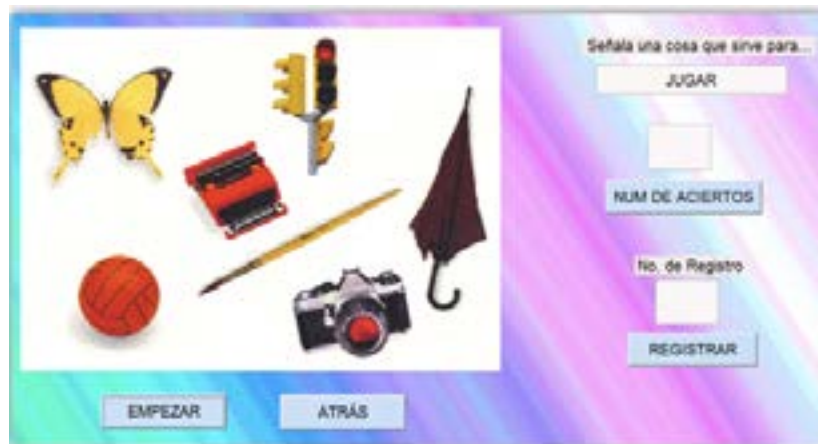 Señala una cosa que sirve para...
JUGAR
NUM DE ACIERTOS
No. de Registro
REGISTRAR
EMPEZAR
ATRÁS